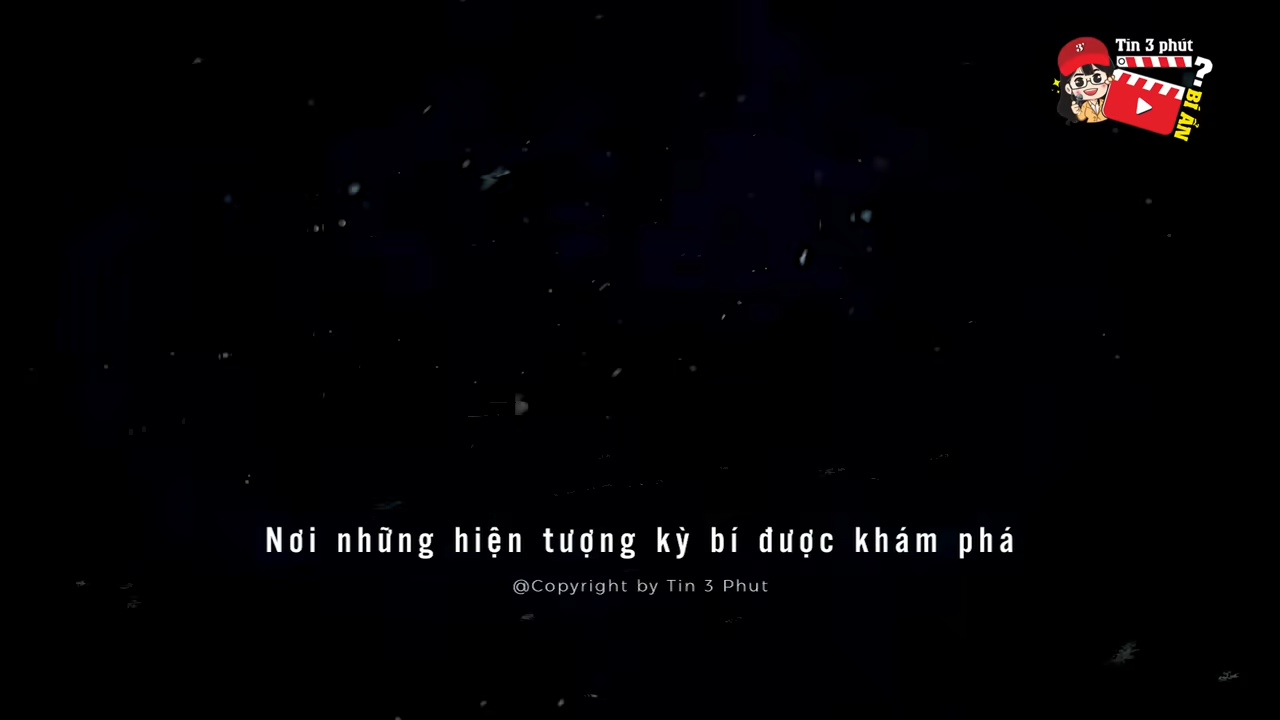 Tin 3 phút
?
BÍ ẨN
Nơi những hiện tượng kỳ bí được khám phá
@Copyright by Tin 3 Phut